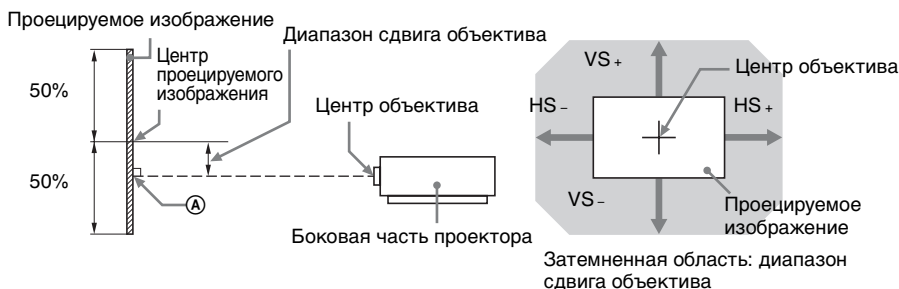 Проецируемое изображение
Центр
проецируемого
изображения
50%
50%
Ⓐ
Диапазон сдвига объектива
Центр объектива
Боковая часть проектора
VS +
HS –
HS +
VS –
Центр объектива
Проецируемое
изображение
Затемненная область: диапазон
сдвига объектива